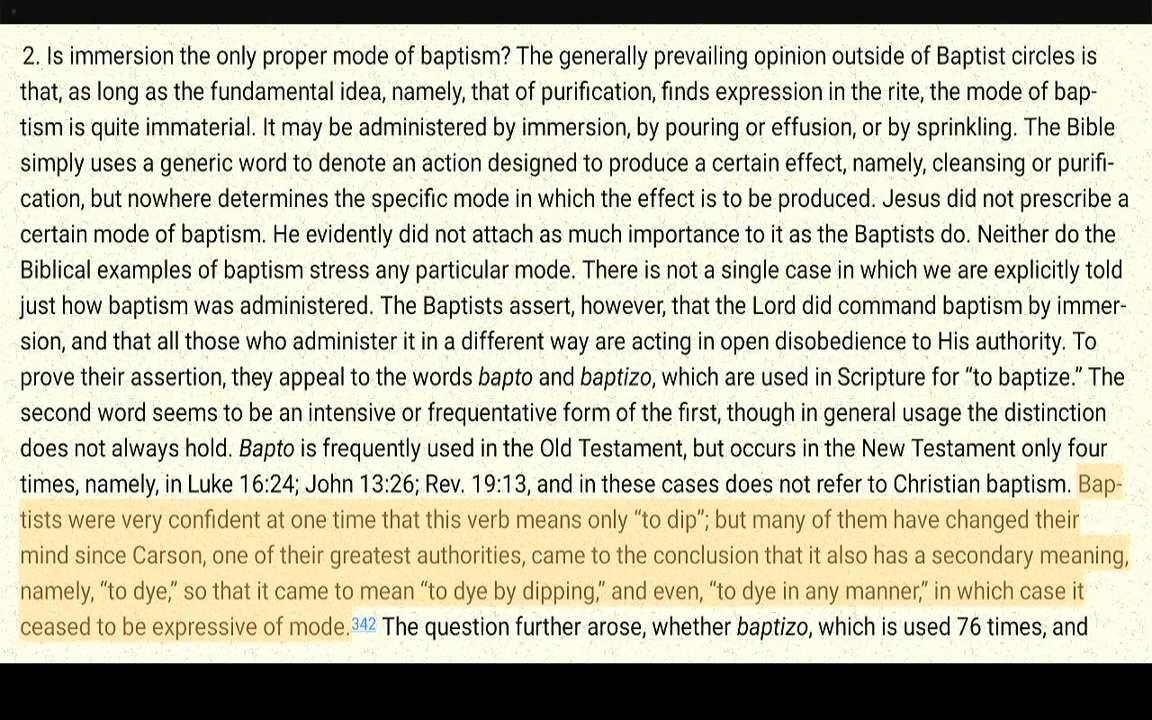 2. Is immersion the only proper mode of baptism? The generally prevailing opinion outside of Baptist circles is
that, as long as the fundamental idea, namely, that of purification, finds expression in the rite, the mode of bap-
tism is quite immaterial. It may be administered by immersion, by pouring or effusion, or by sprinkling. The Bible
simply uses a generic word to denote an action designed to produce a certain effect, namely, cleansing or purifi-
cation, but nowhere determines the specific mode in which the effect is to be produced. Jesus did not prescribe a
certain mode of baptism. He evidently did not attach as much importance to it as the Baptists do. Neither do the
Biblical examples of baptism stress any particular mode. There is not a single case in which we are explicitly told
just how baptism was administered. The Baptists assert, however, that the Lord did command baptism by immer-
sion, and that all those who administer it in a different way are acting in open disobedience to His authority. To
prove their assertion, they appeal to the words bapto and baptizo, which are used in Scripture for “to baptize.” The
second word seems to be an intensive or frequentative form of the first, though in general usage the distinction
does not always hold. Bapto is frequently used in the Old Testament, but occurs in the New Testament only four
times, namely, in Luke 16:24; John 13:26; Rev. 19:13, and in these cases does not refer to Christian baptism. Bap-
tists were very confident at one time that this verb means only “to dip”; but many of them have changed their
mind since Carson, one of their greatest authorities, came to the conclusion that it also has a secondary meaning,
namely, “to dye,” so that it came to mean “to dye by dipping,” and even, “to dye in any manner,” in which case it
ceased to be expressive of mode.342 The question further arose, whether baptizo, which is used 76 times, and